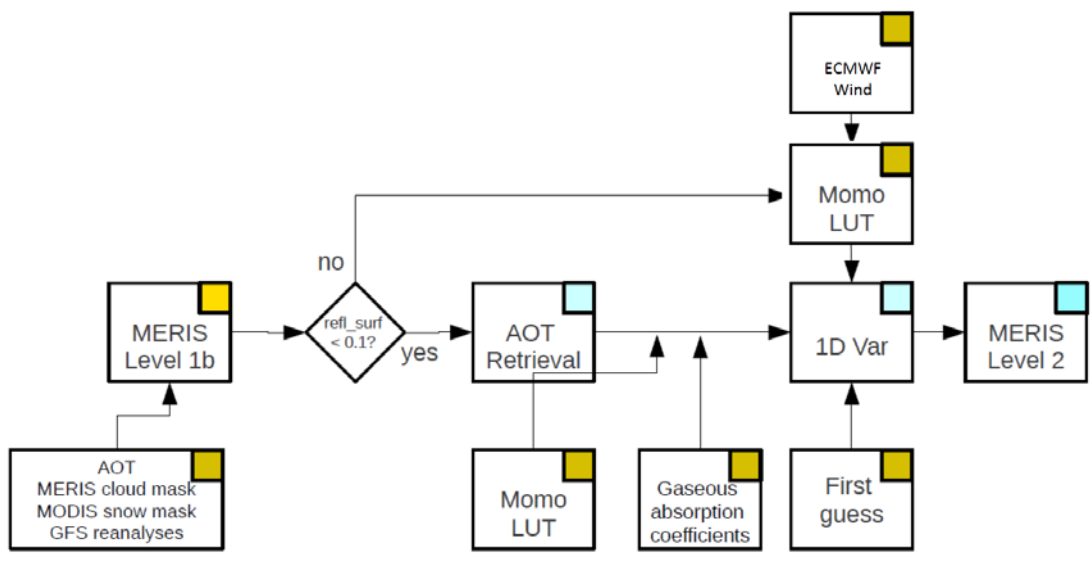 ECMWF
Wind
Momo
LUT
no
MERIS
Level 1b
refl_surf
< 0.1?
yes
AOT
Retrieval
1D Var
MERIS
Level 2
AOT
MERIS cloud mask
MODIS snow mask
GFS reanalyses
Momo
LUT
Gaseous
absorption
coefficients
First
guess